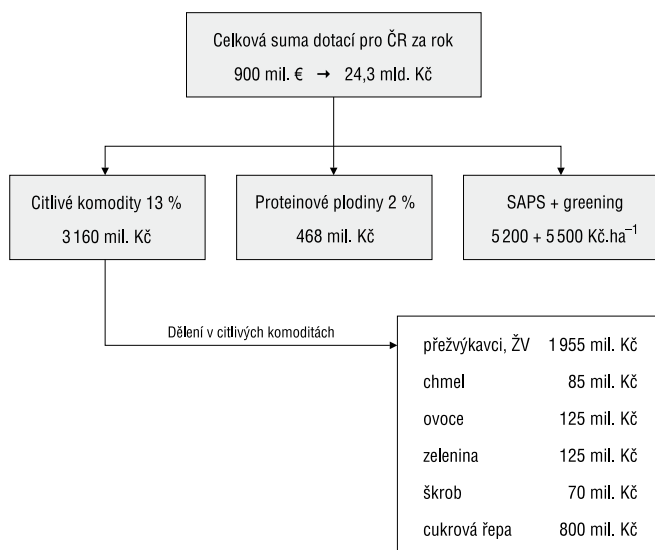 Celková suma dotací pro ČR za rok
900 mil. € → 24,3 mld. Kč
Citlivé komodity 13 %
3 160 mil. Kč
Proteinové plodiny 2 %
468 mil. Kč
SAPS + greening
5 200 + 5 500 Kč.ha⁻¹
Dělení v citlivých komoditách
přežvýkavci, ŽV 1 955 mil. Kč
chmel 85 mil. Kč
ovoce 125 mil. Kč
zelenina 125 mil. Kč
škrob 70 mil. Kč
cukrová řepa 800 mil. Kč